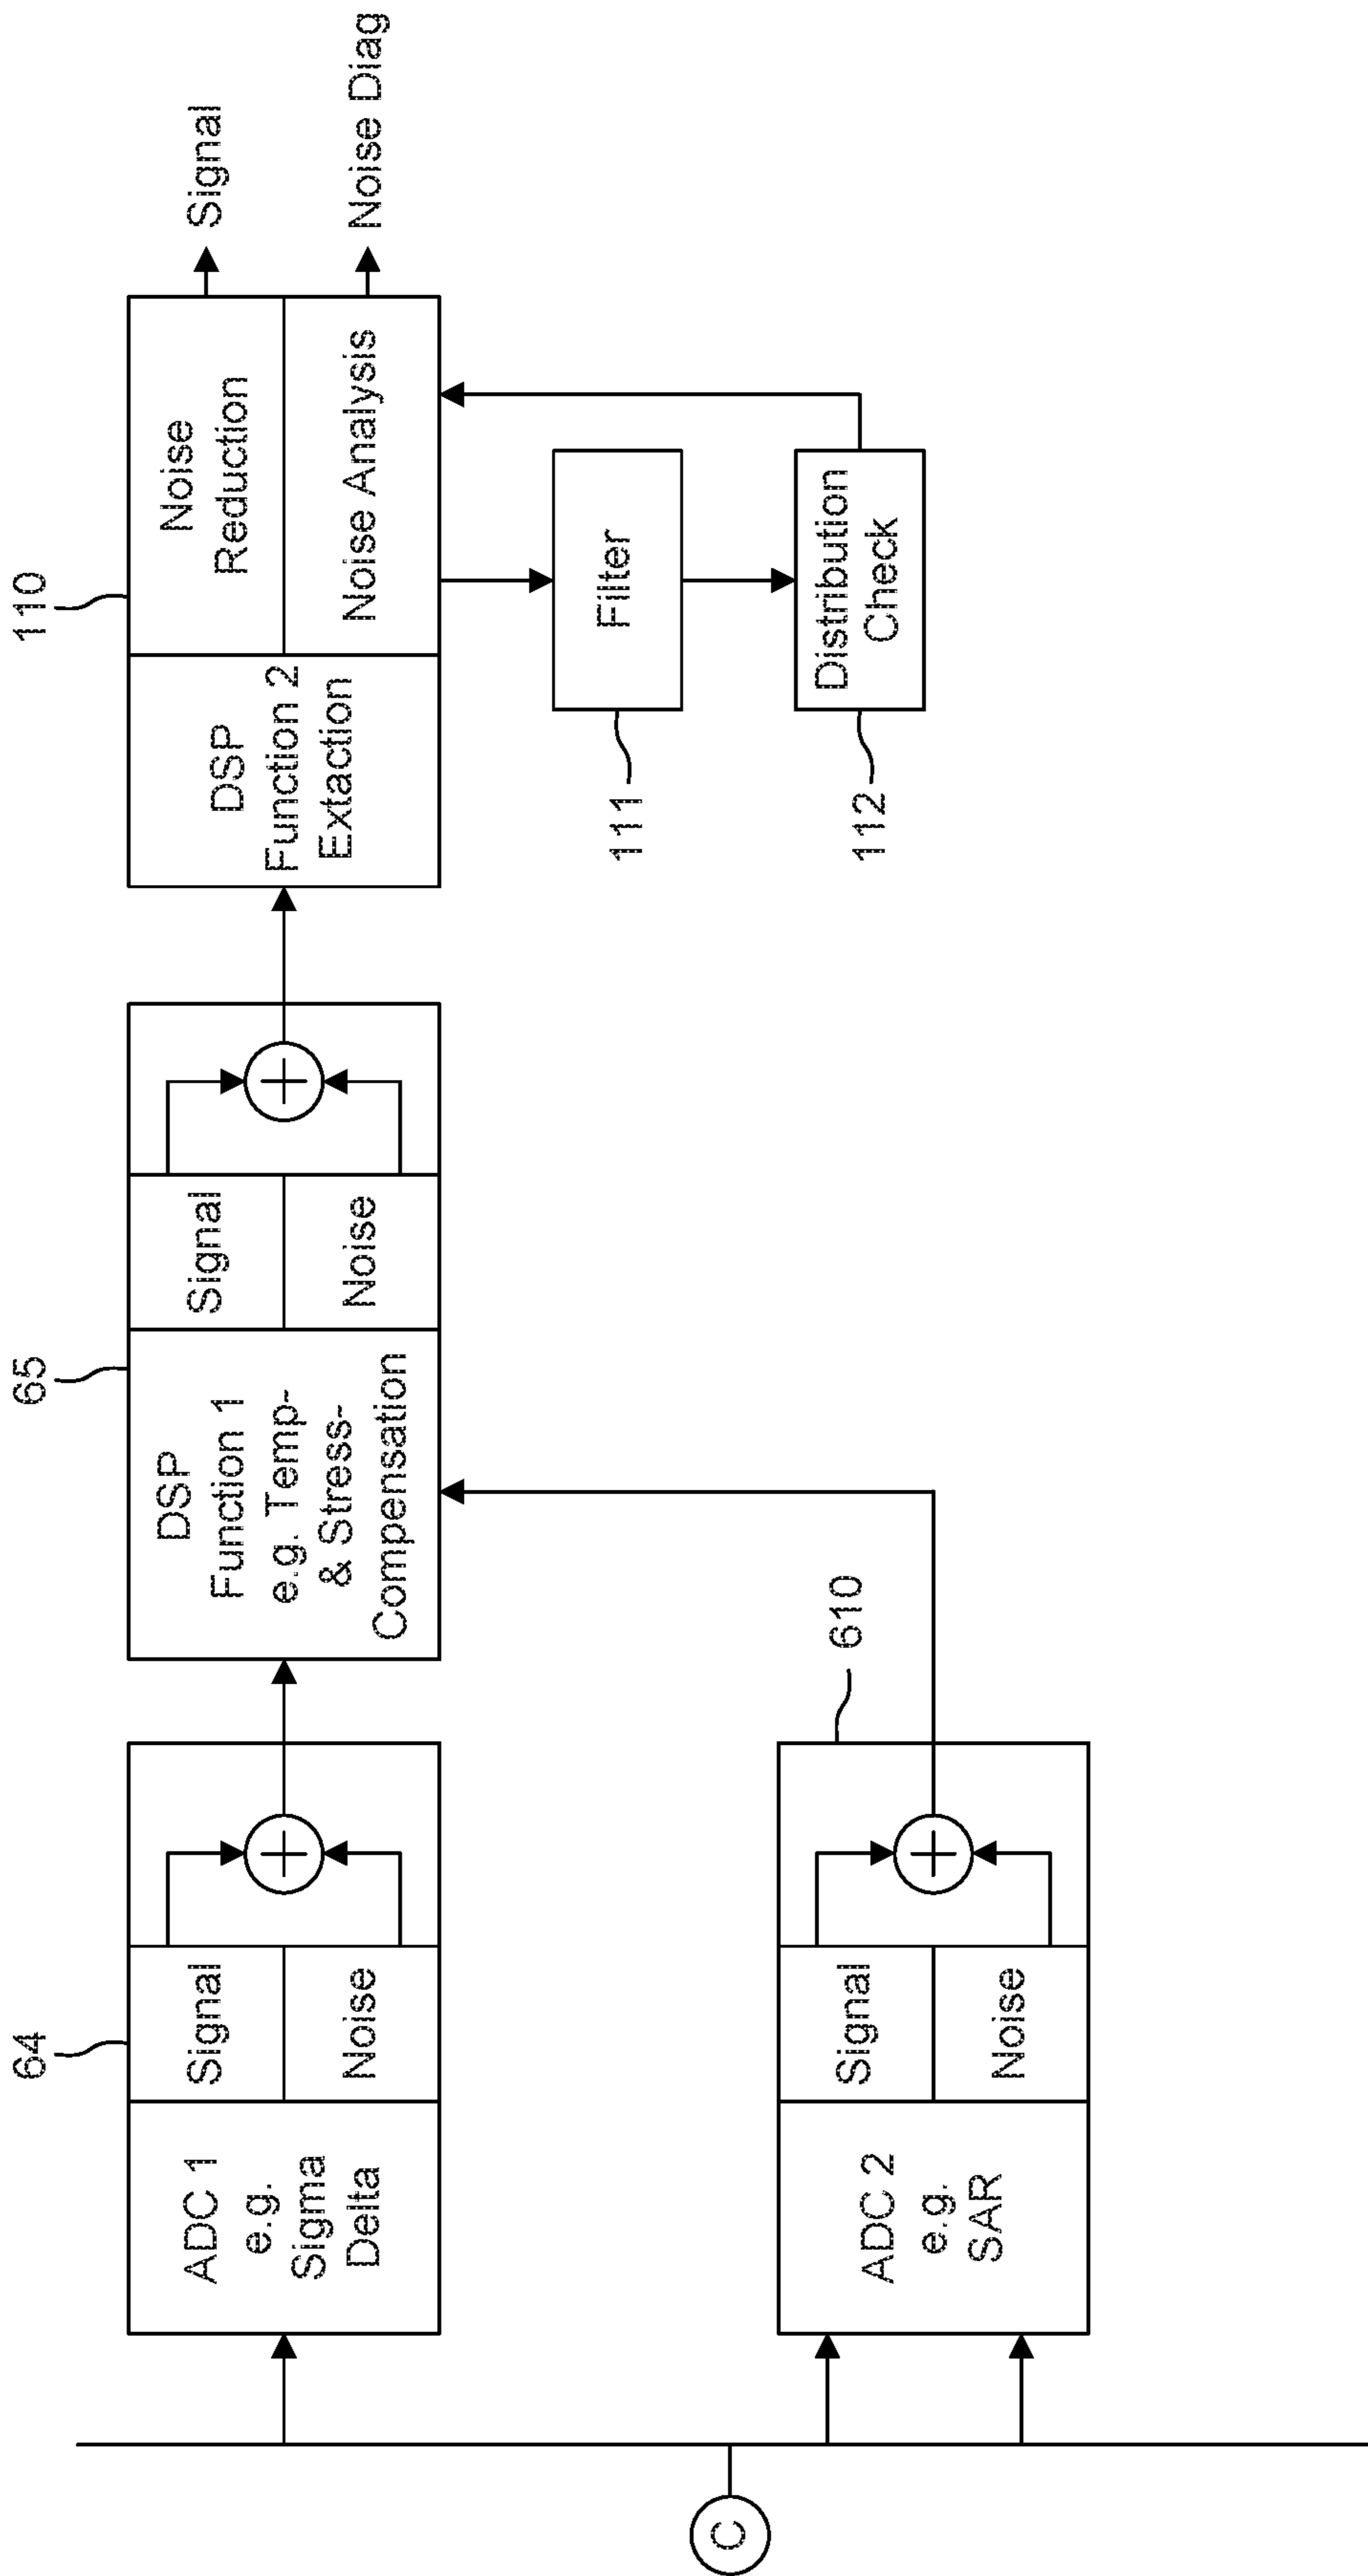 C
64
ADC 1
e.g.
Sigma
Delta
Signal
Noise
+
65
DSP
Function 1
e.g. Temp-
& Stress-
Compensation
Signal
Noise
+
110
DSP
Function 2
Extaction
Noise
Reduction
Noise Analysis
Signal
Noise Diag
Filter
111
Distribution
Check
112
610
ADC 2
e.g.
SAR
Signal
Noise
+